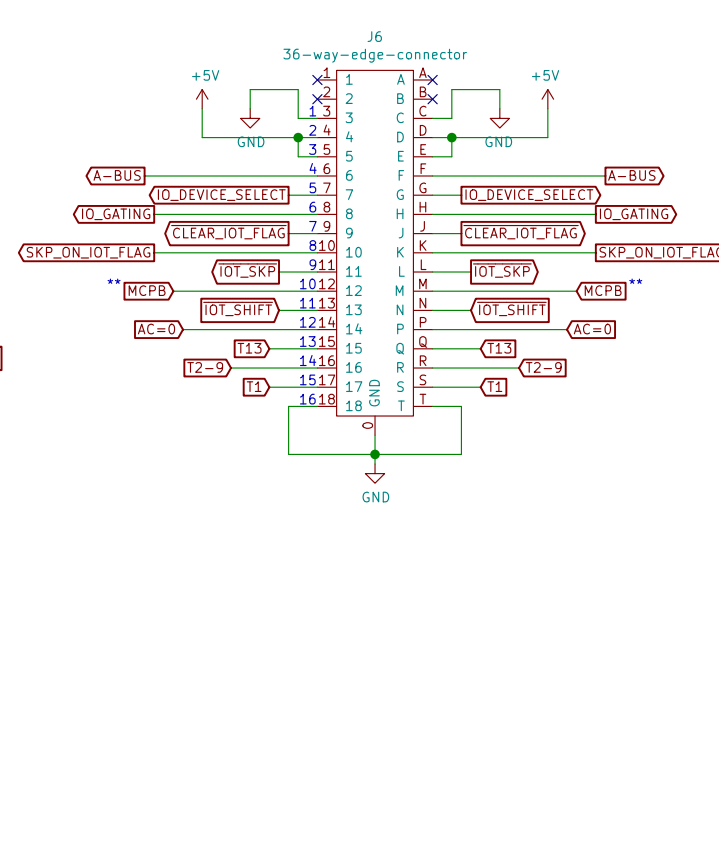 J6
36-way-edge-connector
+5V +5V
1 1 A A
2 2 B B
1 3 3 C C
GND GND
2 4 4 D D
3 5 5 E E
A-BUS 4 6 6 F F A-BUS
IO_DEVICE_SELECT 5 7 7 G G IO_DEVICE_SELECT
IO_GATING 6 8 8 H H IO_GATING
CLEAR_IOT_FLAG 7 9 9 J J CLEAR_IOT_FLAG
SKP_ON_IOT_FLAG 8 10 10 K K SKP_ON_IOT_FLAG
IOT_SKP 9 11 11 L L IOT_SKP
** MCPB 10 12 12 M M MCPB **
IOT_SHIFT 11 13 13 N N IOT_SHIFT
AC=0 12 14 14 P P AC=0
T13 13 15 15 Q Q T13
T2-9 14 16 16 R R T2-9
T1 15 17 17 S S T1
16 18 18 GND T T
0
GND